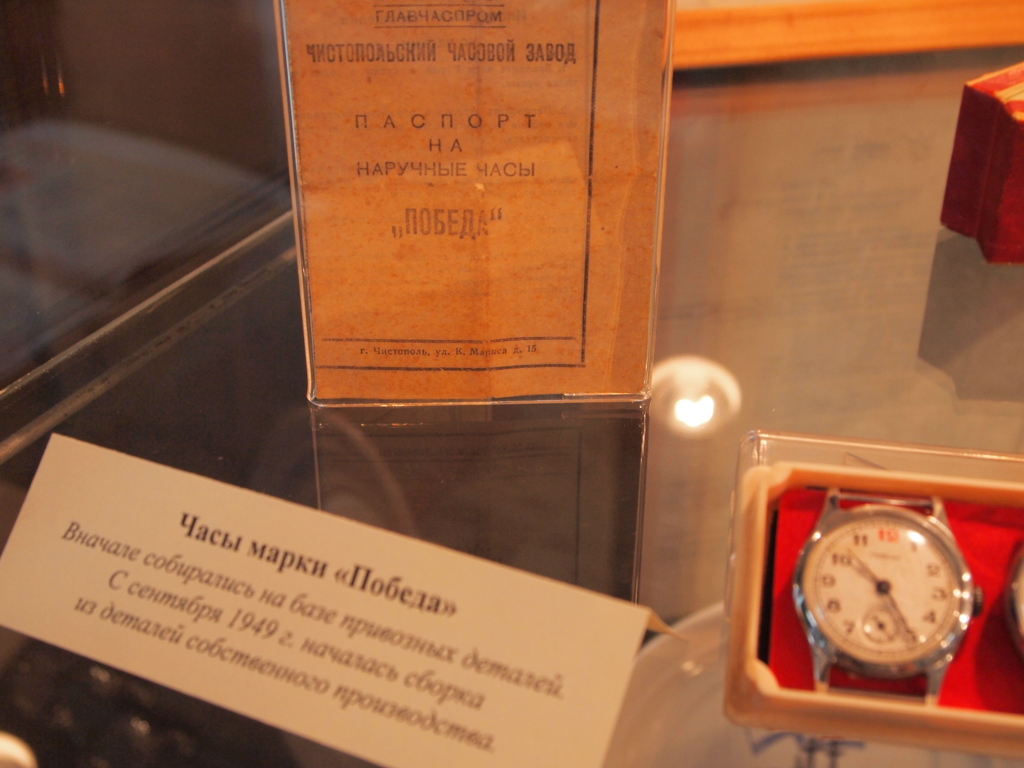 ГЛАВЧАСПРОМ
ЧИСТОПОЛЬСКИЙ ЧАСОВОЙ ЗАВОД
ПАСПОРТ
НА
НАРУЧНЫЕ ЧАСЫ
„ПОБЕДА“
г. Чистополь, ул. К. Маркса д. 15
Часы марки «Победа»
Вначале собирались на базе привозных деталей.
С сентября 1949 г. началась сборка
из деталей собственного производства.